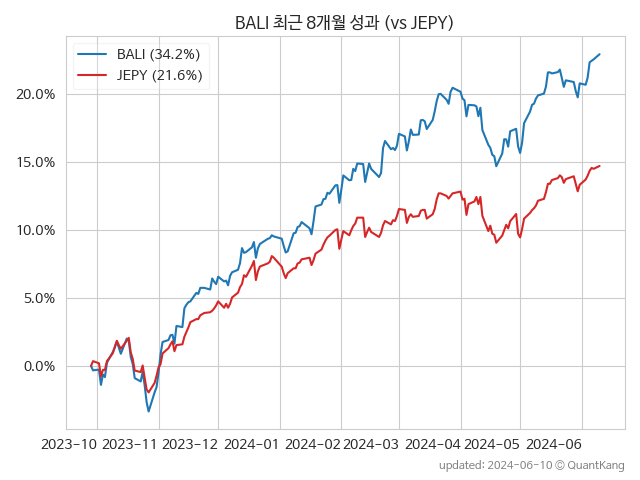 BALI 최근 8개월 성과 (vs JEPY)
BALI (34.2%)
JEPY (21.6%)
20.0%
15.0%
10.0%
5.0%
0.0%
2023-10 2023-11 2023-12 2024-01 2024-02 2024-03 2024-04 2024-05 2024-06
updated: 2024-06-10 © QuantKang